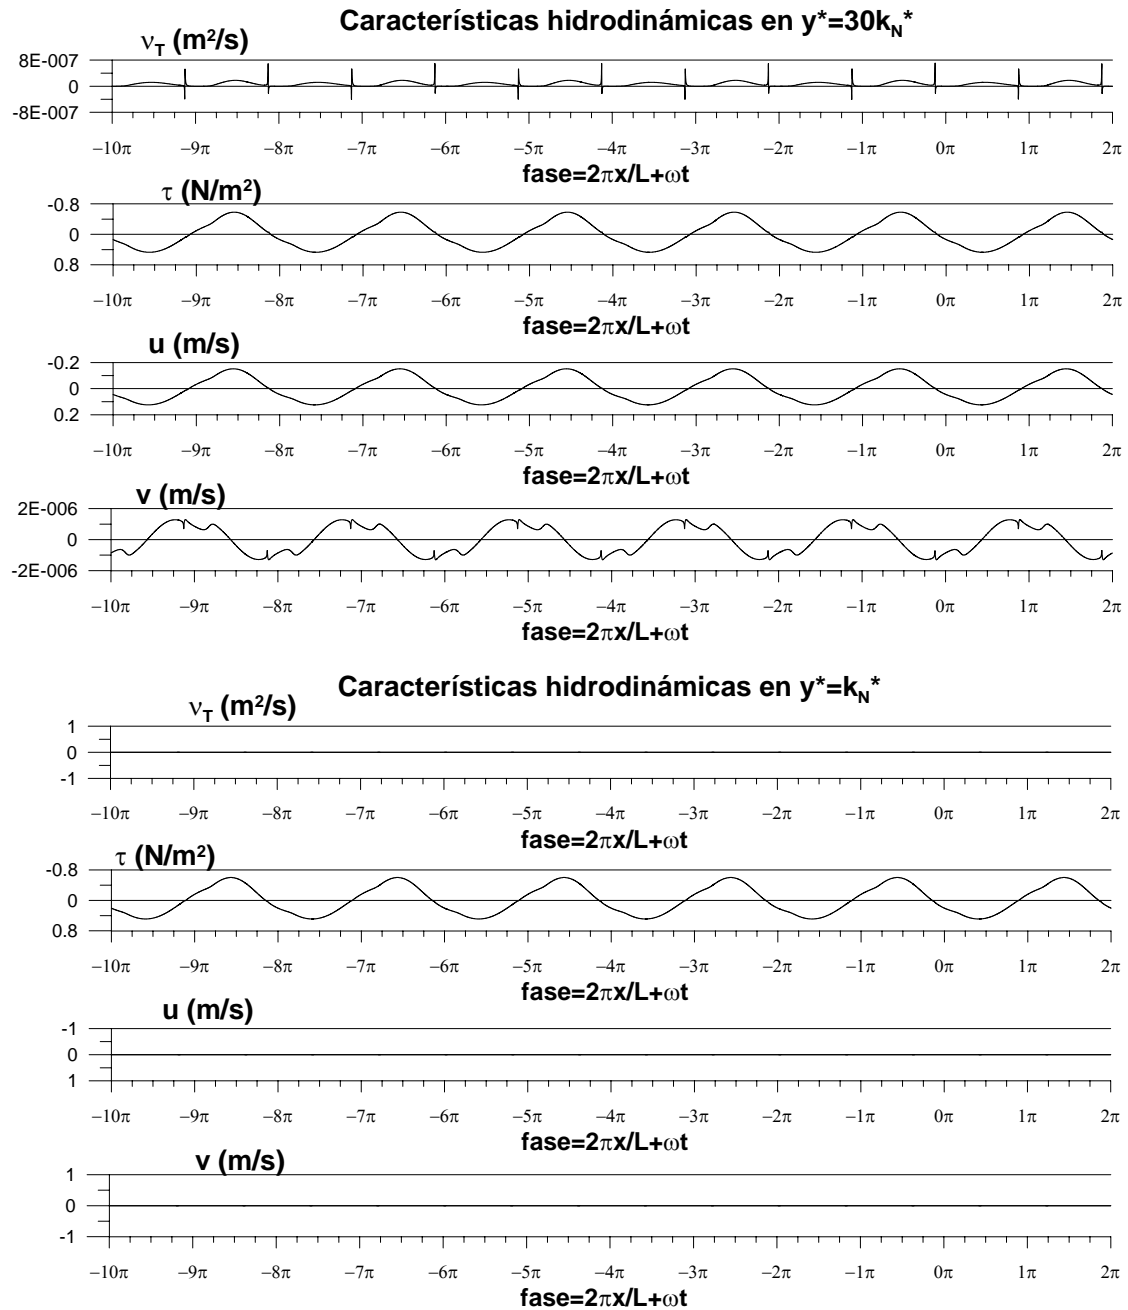 Características hidrodinámicas en y*=30k_N*
ν_T (m²/s)
8E-007
0
-8E-007
−10π −9π −8π −7π −6π −5π −4π −3π −2π −1π 0π 1π 2π
fase=2πx/L+ωt
τ (N/m²)
-0.8
0
0.8
−10π −9π −8π −7π −6π −5π −4π −3π −2π −1π 0π 1π 2π
fase=2πx/L+ωt
u (m/s)
-0.2
0
0.2
−10π −9π −8π −7π −6π −5π −4π −3π −2π −1π 0π 1π 2π
fase=2πx/L+ωt
v (m/s)
2E-006
0
-2E-006
−10π −9π −8π −7π −6π −5π −4π −3π −2π −1π 0π 1π 2π
fase=2πx/L+ωt
Características hidrodinámicas en y*=k_N*
ν_T (m²/s)
1
0
-1
−10π −9π −8π −7π −6π −5π −4π −3π −2π −1π 0π 1π 2π
fase=2πx/L+ωt
τ (N/m²)
-0.8
0
0.8
−10π −9π −8π −7π −6π −5π −4π −3π −2π −1π 0π 1π 2π
fase=2πx/L+ωt
u (m/s)
-1
0
1
−10π −9π −8π −7π −6π −5π −4π −3π −2π −1π 0π 1π 2π
fase=2πx/L+ωt
v (m/s)
1
0
-1
−10π −9π −8π −7π −6π −5π −4π −3π −2π −1π 0π 1π 2π
fase=2πx/L+ωt